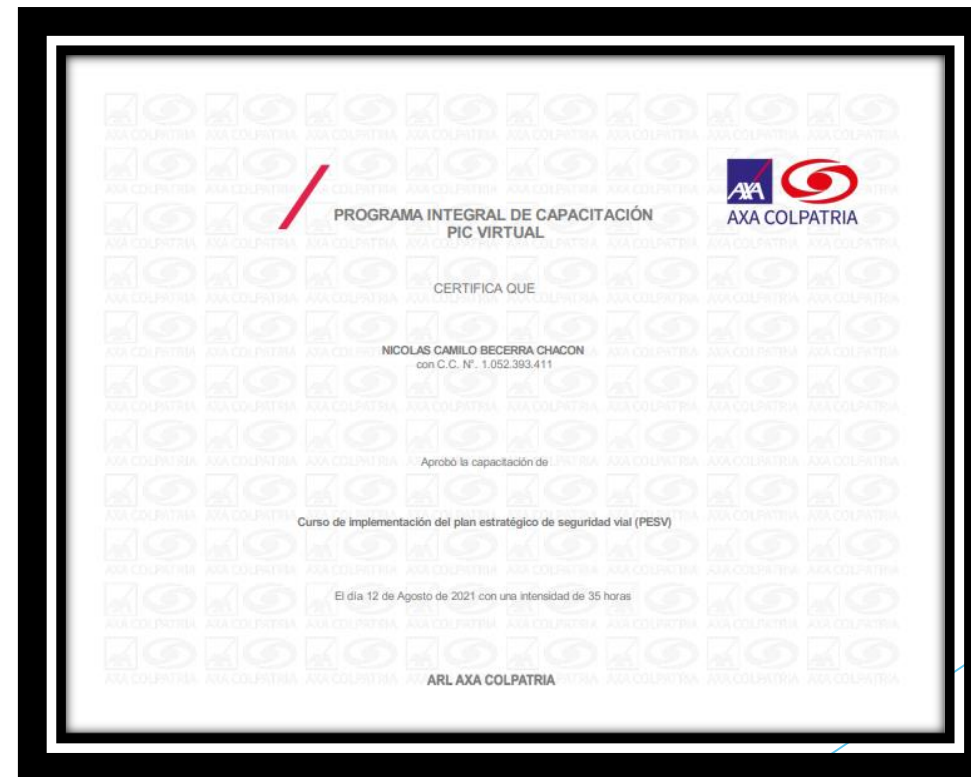 PROGRAMA INTEGRAL DE CAPACITACIÓN
PIC VIRTUAL
AXA
AXA COLPATRIA
CERTIFICA QUE
NICOLAS CAMILO BECERRA CHACON
con C.C. N°. 1.052.393.411
Aprobó la capacitación de
Curso de implementación del plan estratégico de seguridad vial (PESV)
El día 12 de Agosto de 2021 con una intensidad de 35 horas
ARL AXA COLPATRIA